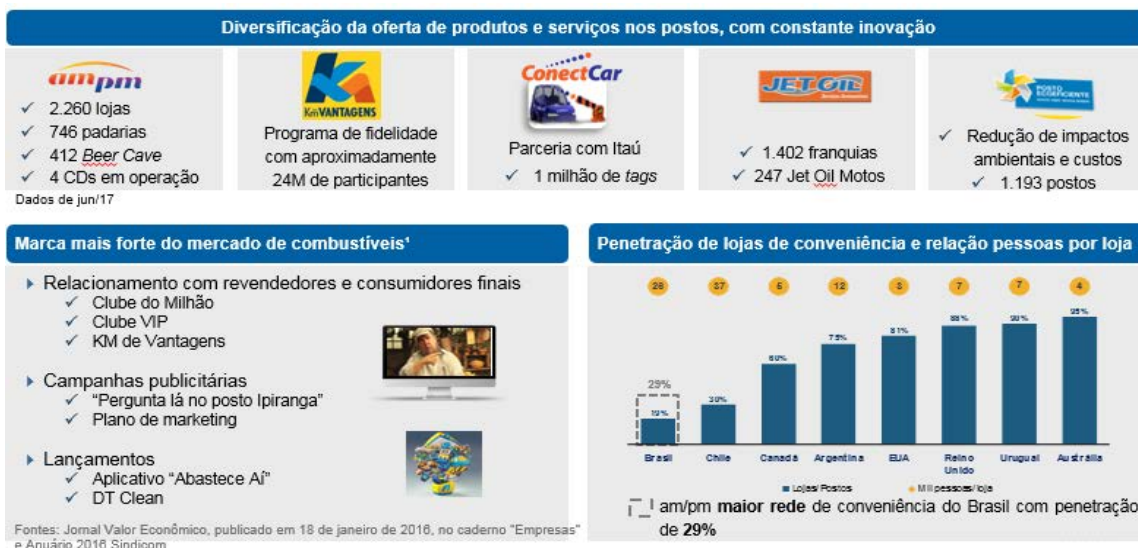 Diversificação da oferta de produtos e serviços nos postos, com constante inovação
ampm
✓ 2.260 lojas
✓ 746 padarias
✓ 412 Beer Cave
✓ 4 CDs em operação
Km VANTAGENS
Programa de fidelidade
com aproximadamente
24M de participantes
ConectCar
Parceria com Itaú
✓ 1 milhão de tags
JET OIL
✓ 1.402 franquias
✓ 247 Jet Oil Motos
POSTO
ECOEFICIENTE
✓ Redução de impactos
ambientais e custos
✓ 1.193 postos
Dados de jun/17
Marca mais forte do mercado de combustíveis¹
Relacionamento com revendedores e consumidores finais
✓ Clube do Milhão
✓ Clube VIP
✓ KM de Vantagens
Campanhas publicitárias
✓ “Pergunta lá no posto Ipiranga”
✓ Plano de marketing
Lançamentos
✓ Aplicativo “Abastece Aí”
✓ DT Clean
Fontes: Jornal Valor Econômico, publicado em 18 de janeiro de 2016, no caderno "Empresas"
e Anuário 2016 Sindicom
Penetração de lojas de conveniência e relação pessoas por loja
26 37 5 12 3 7 7 4
29%
19% 30% 60% 75% 81% 88% 90% 95%
Brasil Chile Canadá Argentina EUA Reino Unido Uruguai Austrália
Lojas/Postos Mil pessoas/loja
am/pm maior rede de conveniência do Brasil com penetração
de 29%